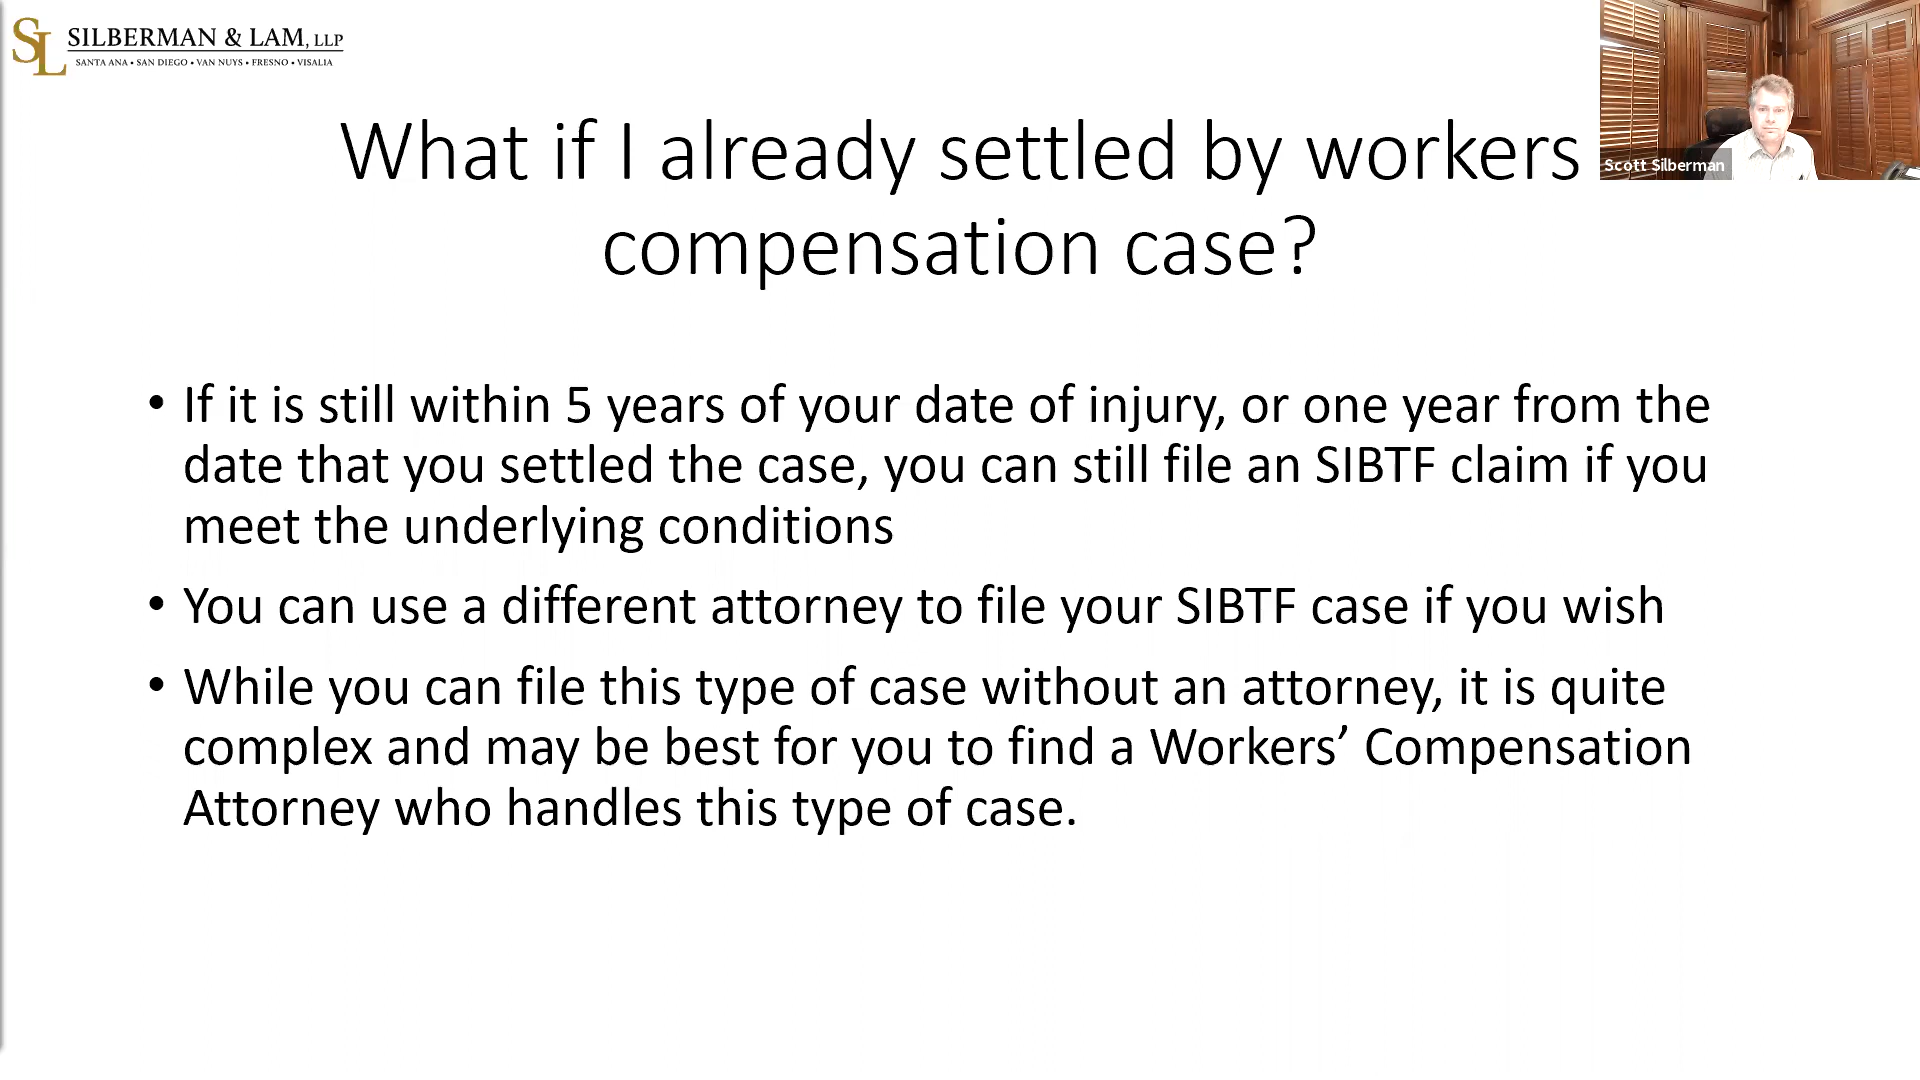 SL
SILBERMAN & LAM, LLP
SANTA ANA • SAN DIEGO • VAN NUYS • FRESNO • VISALIA
Scott Silberman
What if I already settled by workers
compensation case?
• If it is still within 5 years of your date of injury, or one year from the
date that you settled the case, you can still file an SIBTF claim if you
meet the underlying conditions
• You can use a different attorney to file your SIBTF case if you wish
• While you can file this type of case without an attorney, it is quite
complex and may be best for you to find a Workers’ Compensation
Attorney who handles this type of case.